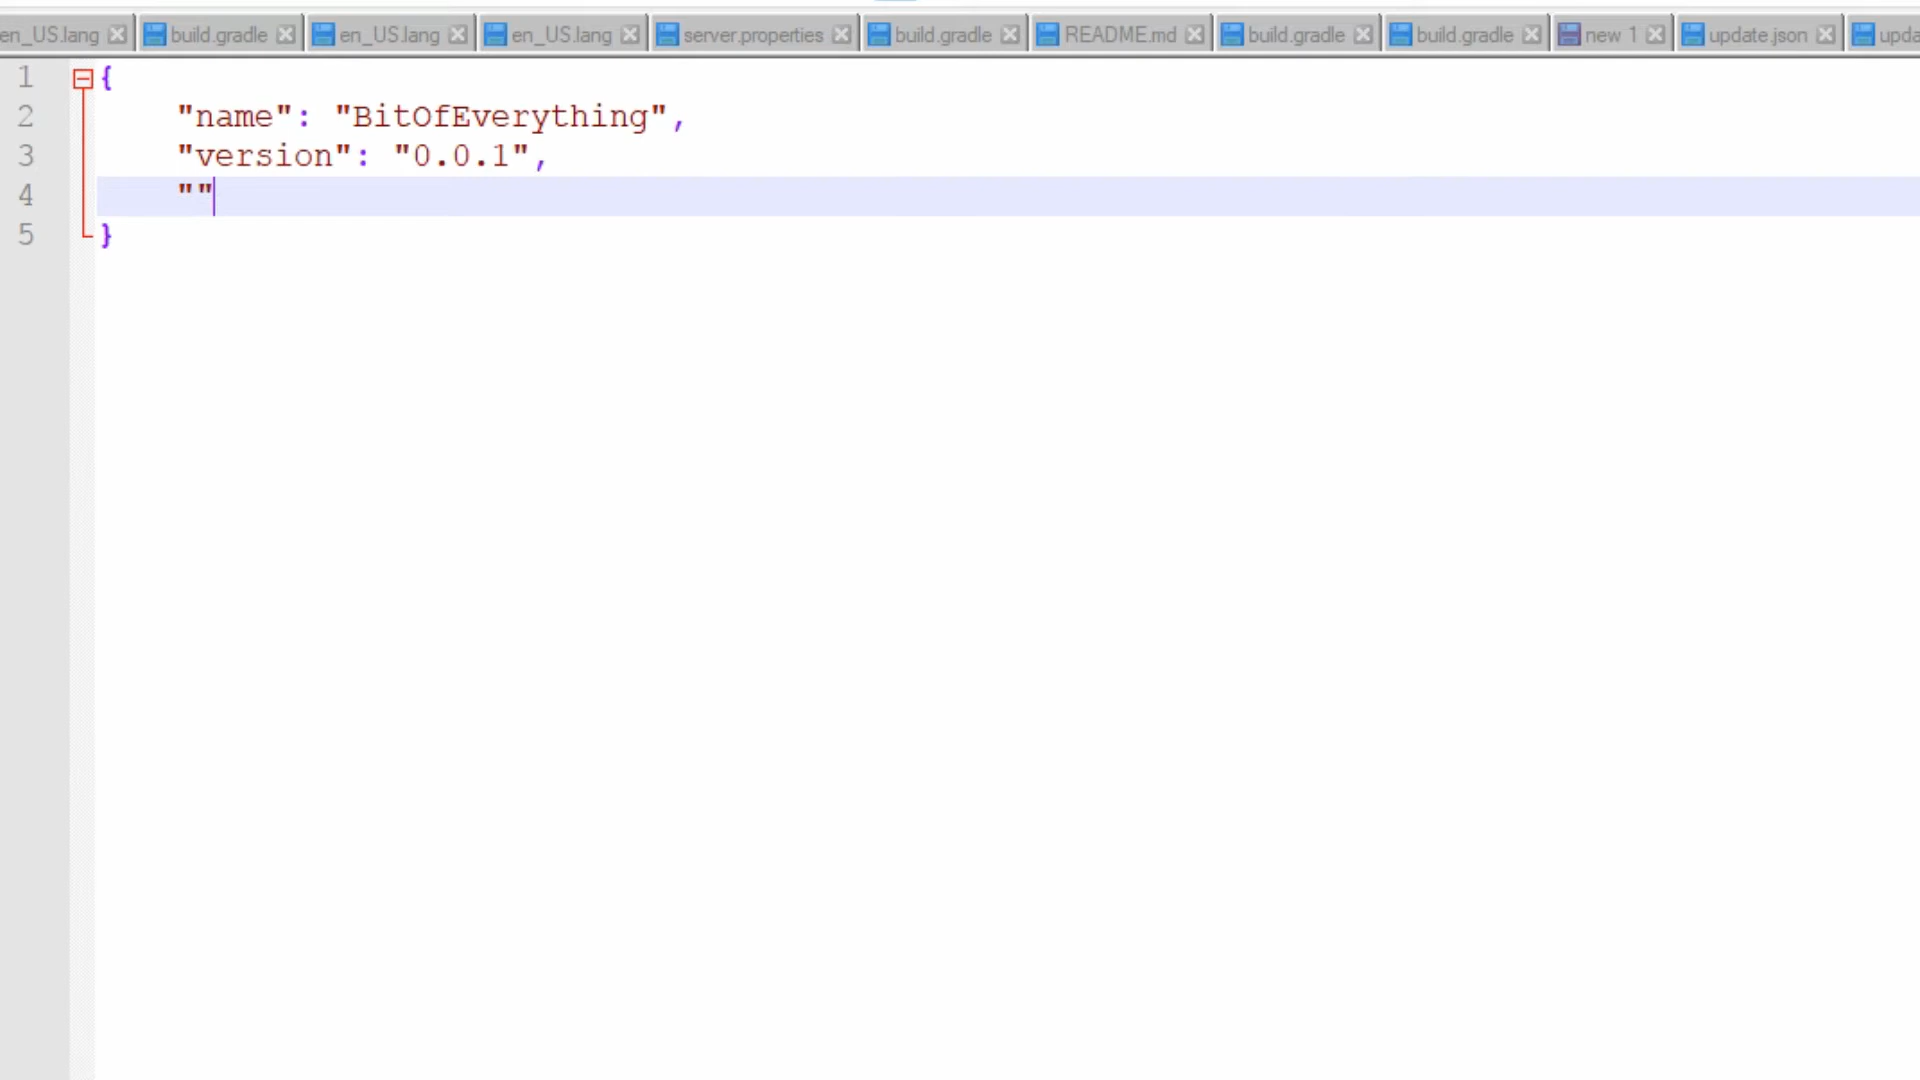 en_US.lang build.gradle en_US.lang en_US.lang server.properties build.gradle README.md build.gradle build.gradle new 1 update.json
1 {
2 "name": "BitOfEverything",
3 "version": "0.0.1",
4 ""
5 }